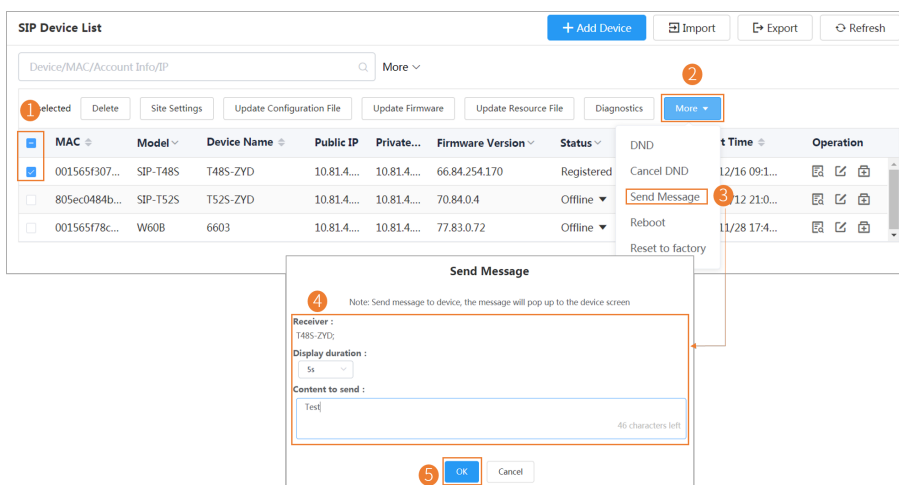 SIP Device List
+ Add Device Import Export Refresh
Device/MAC/Account Info/IP More
2
1 elected Delete Site Settings Update Configuration File Update Firmware Update Resource File Diagnostics More
MAC Model Device Name Public IP Private... Firmware Version Status t Time Operation
DND
001565f307... SIP-T48S T48S-ZYD 10.81.4.... 10.81.4.... 66.84.254.170 Registered Cancel DND 12/16 09:1...
805ec0484b... SIP-T52S T52S-ZYD 10.81.4.... 10.81.4.... 70.84.0.4 Offline Send Message 3 /12 21:0...
001565f78c... W60B 6603 10.81.4.... 10.81.4.... 77.83.0.72 Offline Reboot 11/28 17:4...
Reset to factory
Send Message
4 Note: Send message to device, the message will pop up to the device screen
Receiver :
T48S-ZYD;
Display duration :
5s
Content to send :
Test
46 characters left
5 OK Cancel